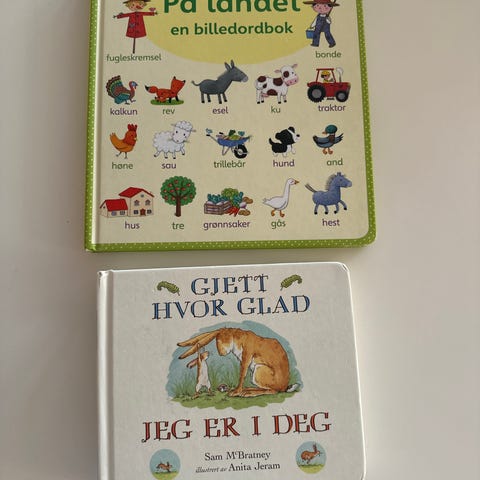 På landet
en billedordbok
fugleskremsel bonde
kalkun rev esel ku traktor
høne sau trillebår hund and
hus tre grønnsaker gås hest
GJETT
HVOR GLAD
JEG ER I DEG
Sam McBratney
illustrert av Anita Jeram